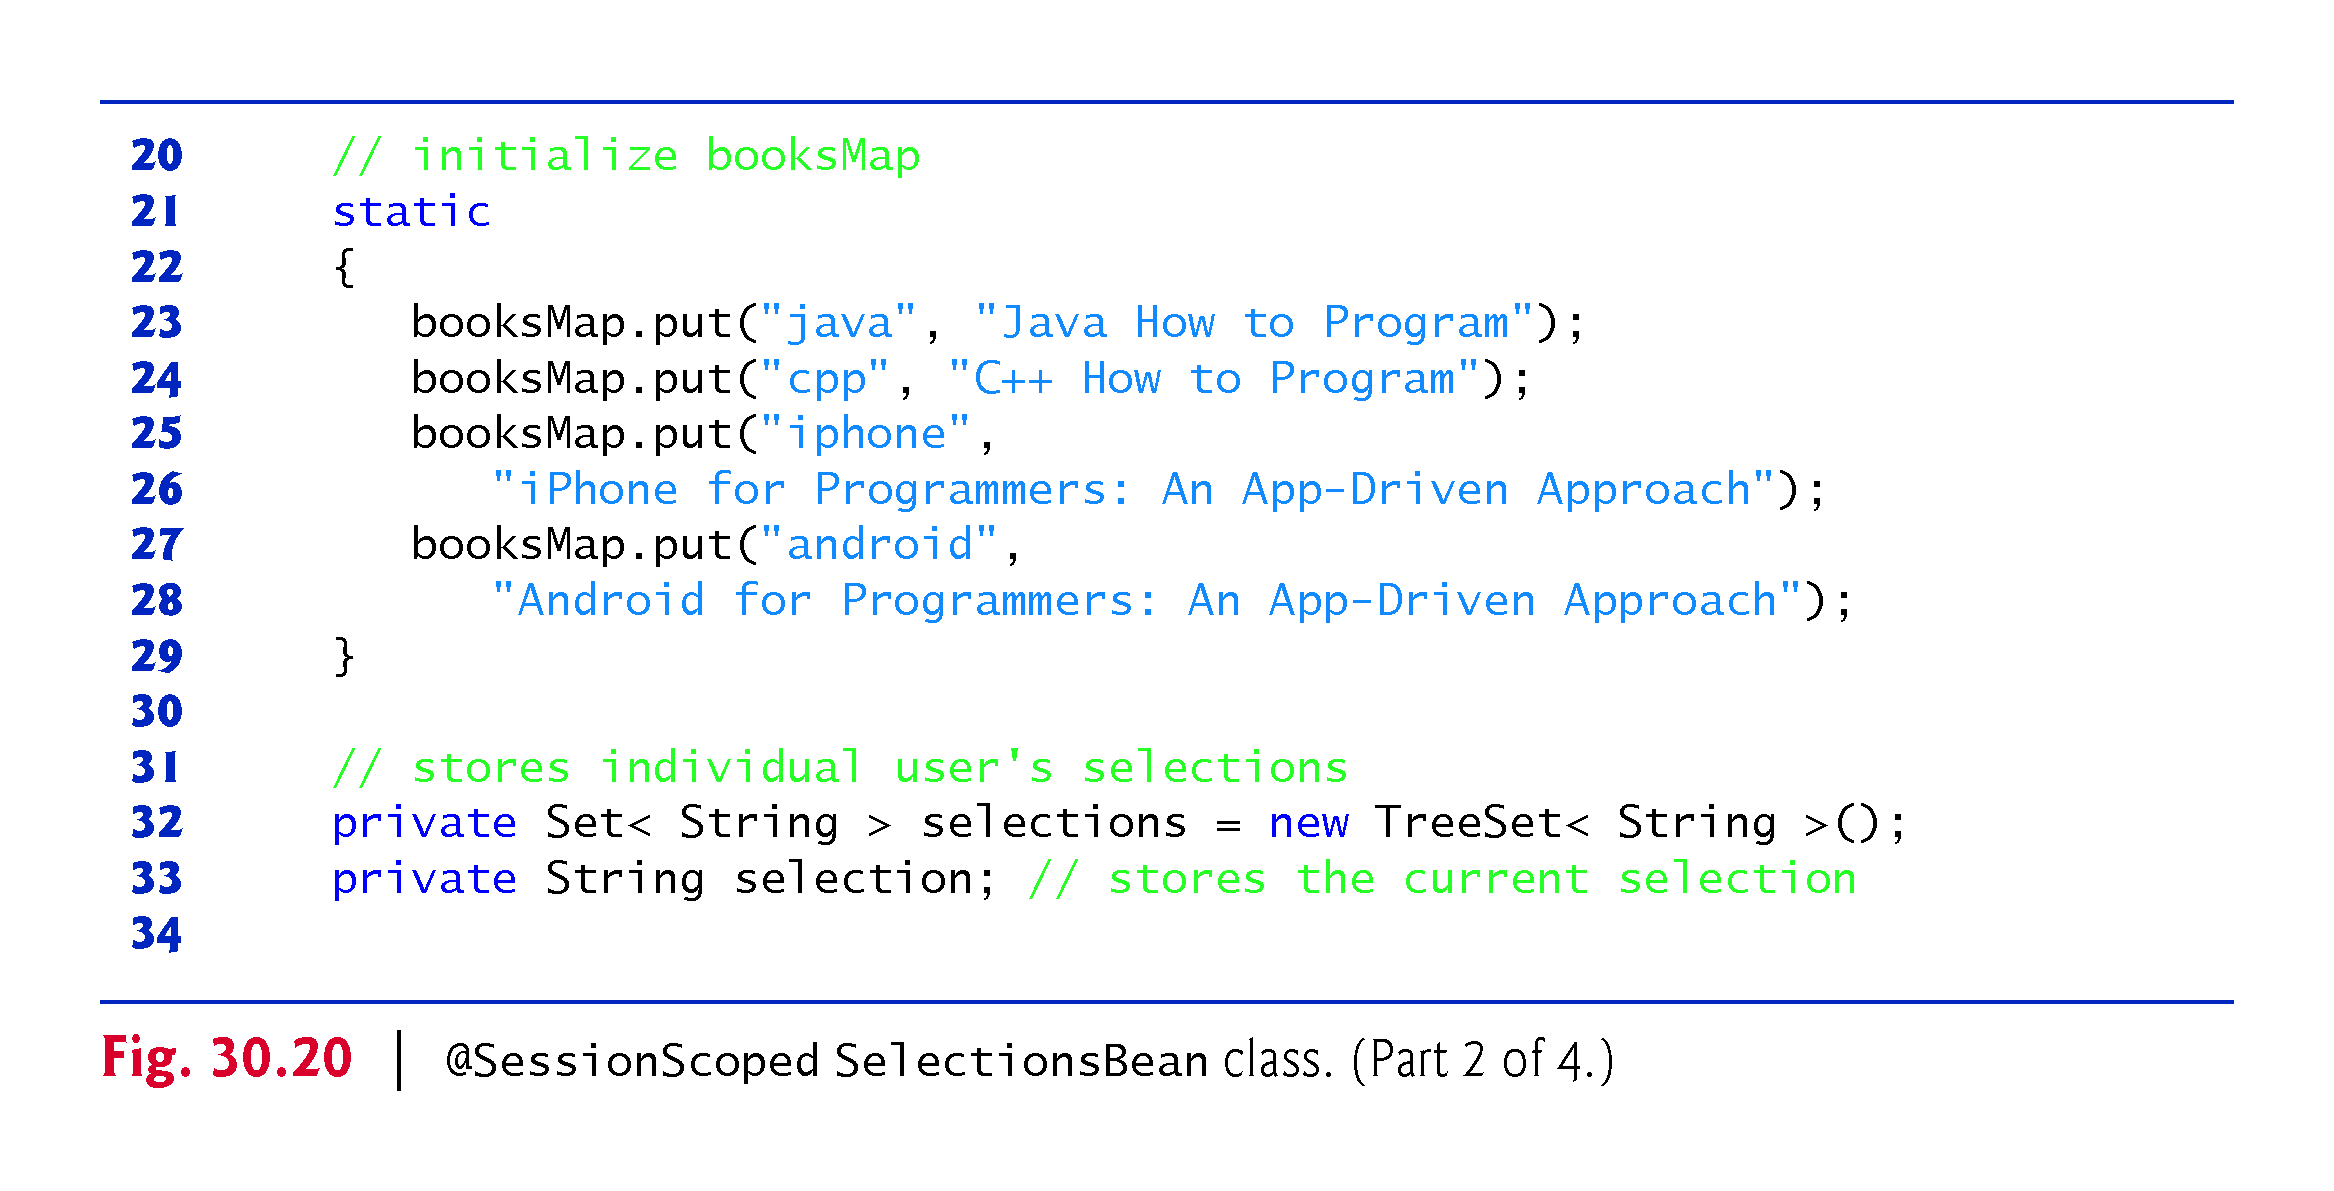 20 // initialize booksMap
21 static
22 {
23 booksMap.put("java", "Java How to Program");
24 booksMap.put("cpp", "C++ How to Program");
25 booksMap.put("iphone",
26 "iPhone for Programmers: An App-Driven Approach");
27 booksMap.put("android",
28 "Android for Programmers: An App-Driven Approach");
29 }
30
31 // stores individual user's selections
32 private Set< String > selections = new TreeSet< String >();
33 private String selection; // stores the current selection
34
Fig. 30.20 | @SessionScoped SelectionsBean class. (Part 2 of 4.)